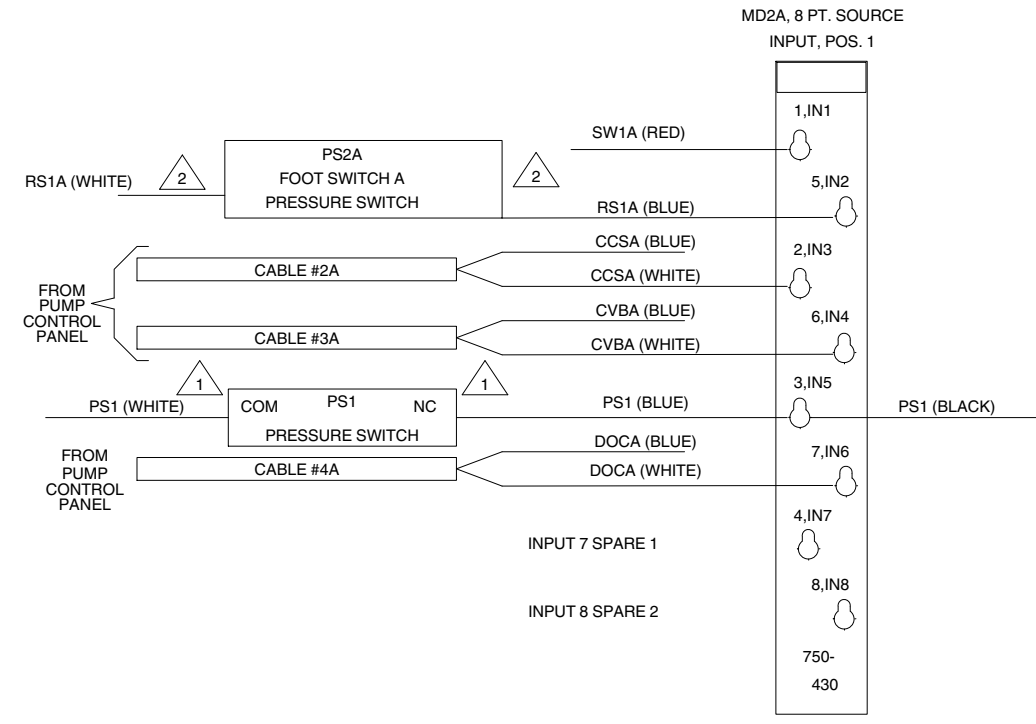 MD2A, 8 PT. SOURCE
INPUT, POS. 1
1,IN1
SW1A (RED)
PS2A
FOOT SWITCH A
PRESSURE SWITCH
2
2
RS1A (WHITE)
5,IN2
RS1A (BLUE)
CCSA (BLUE)
2,IN3
CABLE #2A
CCSA (WHITE)
FROM
PUMP
CONTROL
PANEL
CVBA (BLUE)
6,IN4
CABLE #3A
CVBA (WHITE)
1
1
3,IN5
PS1 (WHITE)
COM
PS1
NC
PS1 (BLUE)
PS1 (BLACK)
PRESSURE SWITCH
DOCA (BLUE)
7,IN6
FROM
PUMP
CONTROL
PANEL
CABLE #4A
DOCA (WHITE)
4,IN7
INPUT 7 SPARE 1
8,IN8
INPUT 8 SPARE 2
750-
430